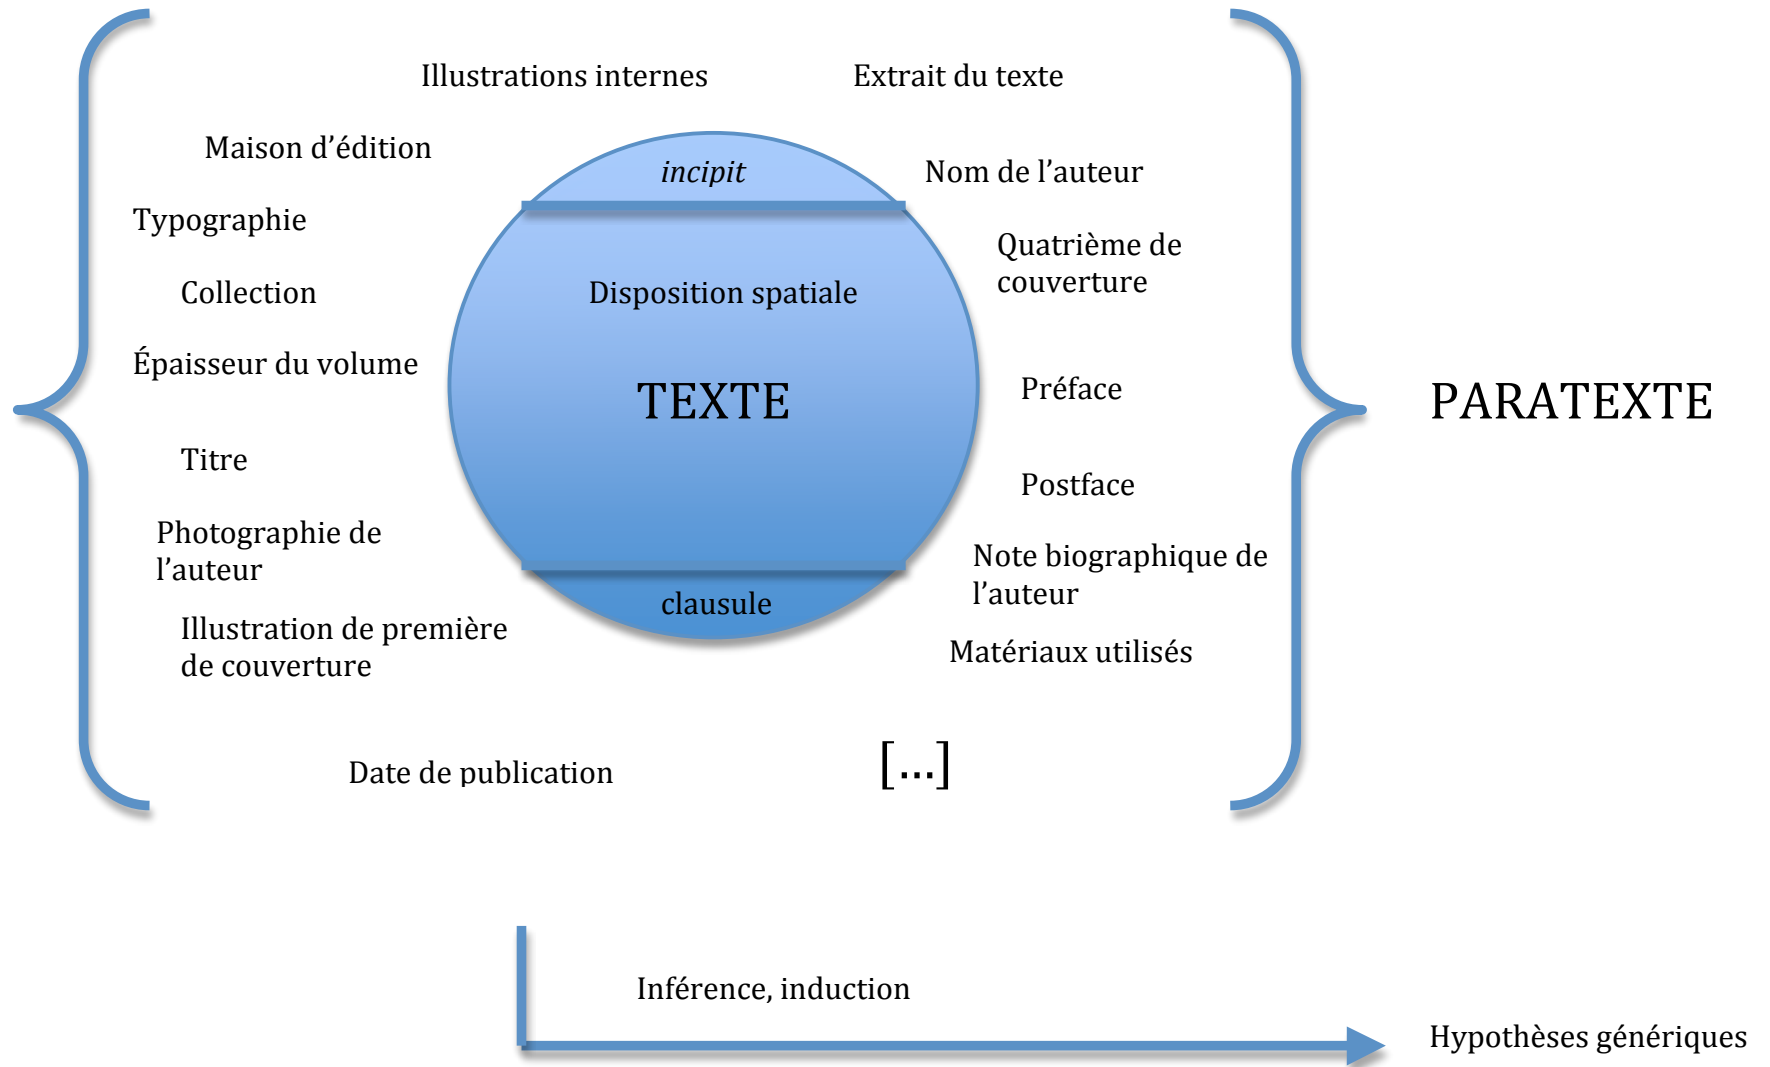 Illustrations internes
Extrait du texte
Maison d’édition
incipit
Nom de l’auteur
Typographie
Quatrième de
couverture
Collection
Disposition spatiale
Épaisseur du volume
TEXTE
Préface
PARATEXTE
Titre
Postface
Photographie de
l’auteur
Note biographique de
l’auteur
clausule
Illustration de première
de couverture
Matériaux utilisés
Date de publication
[...]
Inférence, induction
Hypothèses génériques